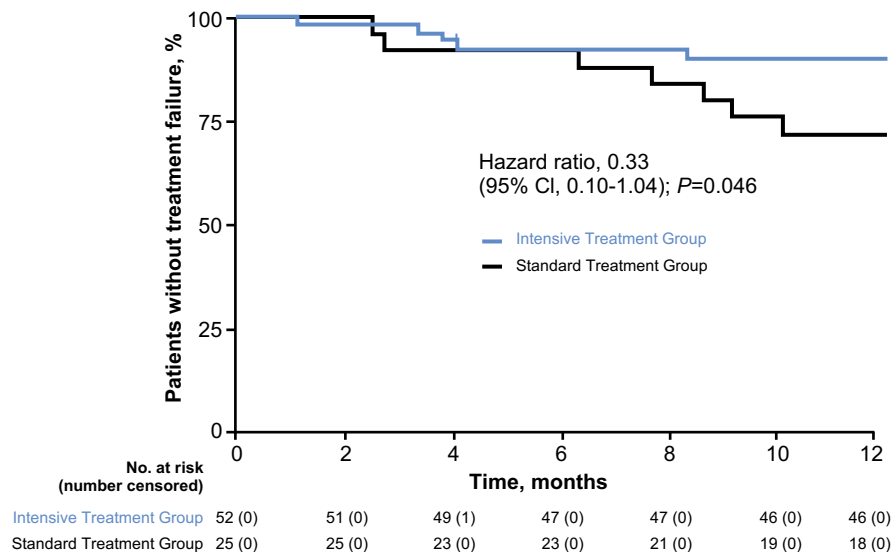 Patients without treatment failure, %
100
75
50
25
0
Hazard ratio, 0.33
(95% CI, 0.10-1.04); P=0.046
Intensive Treatment Group
Standard Treatment Group
0 2 4 6 8 10 12
Time, months
No. at risk
(number censored)
Intensive Treatment Group 52 (0) 51 (0) 49 (1) 47 (0) 47 (0) 46 (0) 46 (0)
Standard Treatment Group 25 (0) 25 (0) 23 (0) 23 (0) 21 (0) 19 (0) 18 (0)